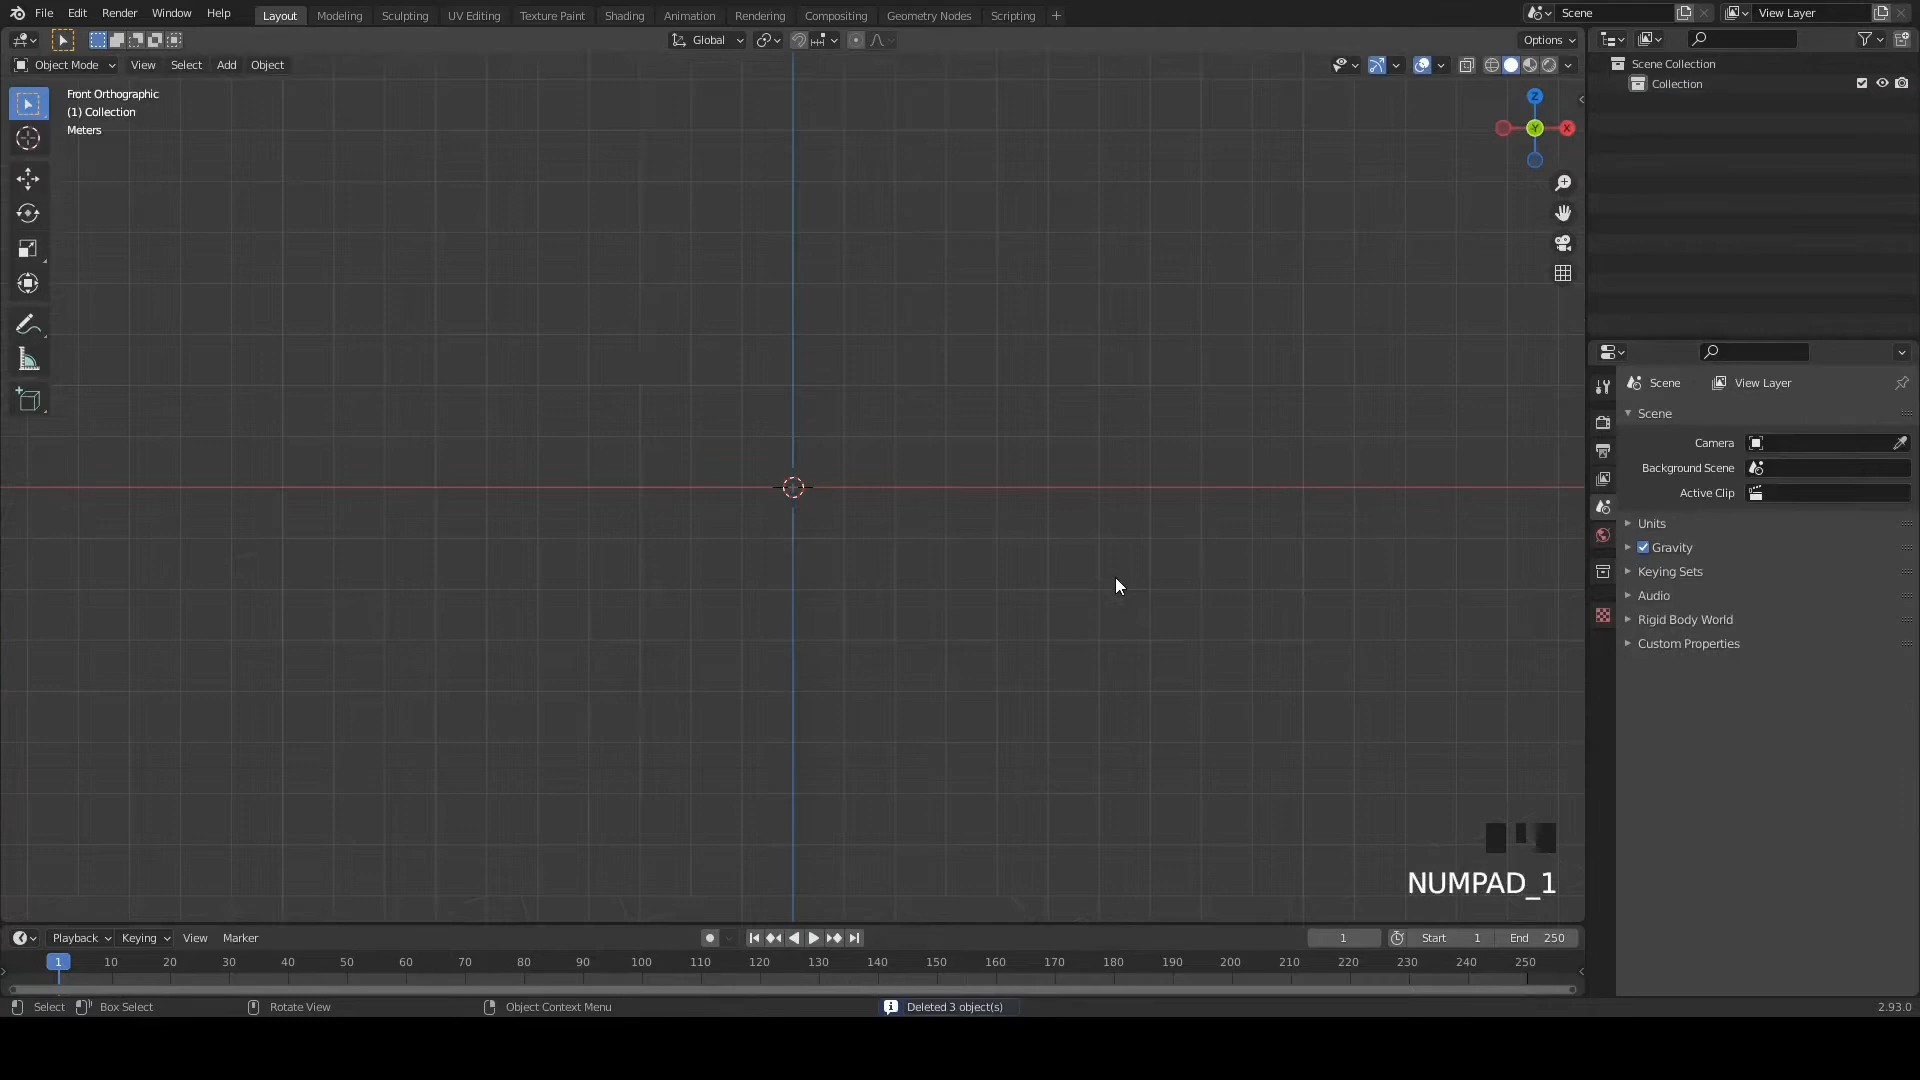 File Edit Render Window Help Layout Modeling Sculpting UV Editing Texture Paint Shading Animation Rendering Compositing Geometry Nodes Scripting + Scene View Layer
Global Options
Object Mode View Select Add Object
Scene Collection
Collection
Front Orthographic
(1) Collection
Meters
Z
Y
X
Scene View Layer
Scene
Camera
Background Scene
Active Clip
Units
Gravity
Keying Sets
Audio
Rigid Body World
Custom Properties
NUMPAD_1
Playback Keying View Marker 1 Start 1 End 250
1 10 20 30 40 50 60 70 80 90 100 110 120 130 140 150 160 170 180 190 200 210 220 230 240 250
Select Box Select Rotate View Object Context Menu Deleted 3 object(s) 2.93.0